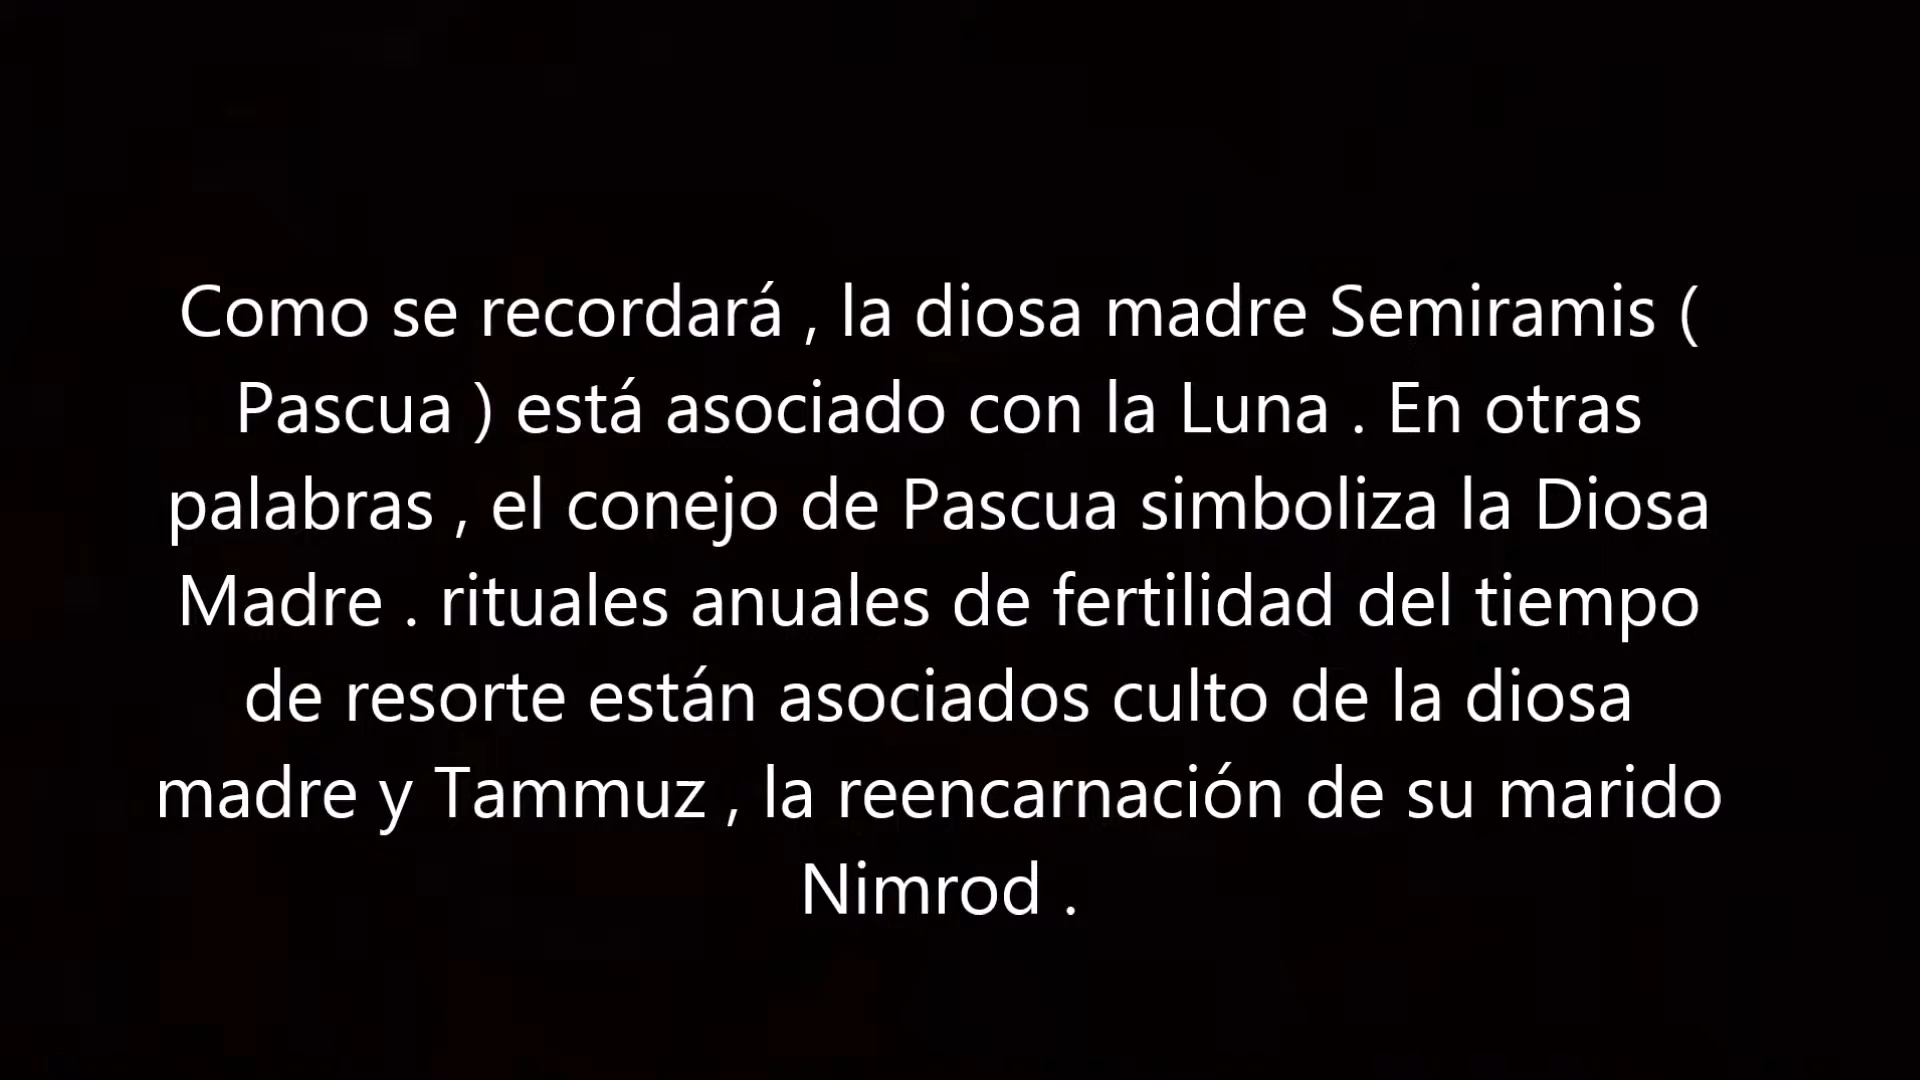 Como se recordará , la diosa madre Semiramis (
Pascua ) está asociado con la Luna . En otras
palabras , el conejo de Pascua simboliza la Diosa
Madre . rituales anuales de fertilidad del tiempo
de resorte están asociados culto de la diosa
madre y Tammuz , la reencarnación de su marido
Nimrod .